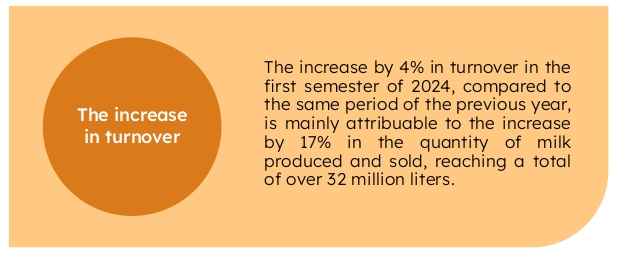 The increase
in turnover
The increase by 4% in turnover in the
first semester of 2024, compared to
the same period of the previous year,
is mainly attribuable to the increase
by 17% in the quantity of milk
produced and sold, reaching a total
of over 32 million liters.